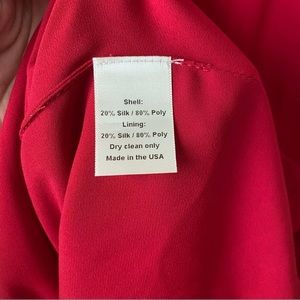 Shell:
20% Silk / 80% Poly
Lining:
20% Silk / 80% Poly
Dry clean only
Made in the USA